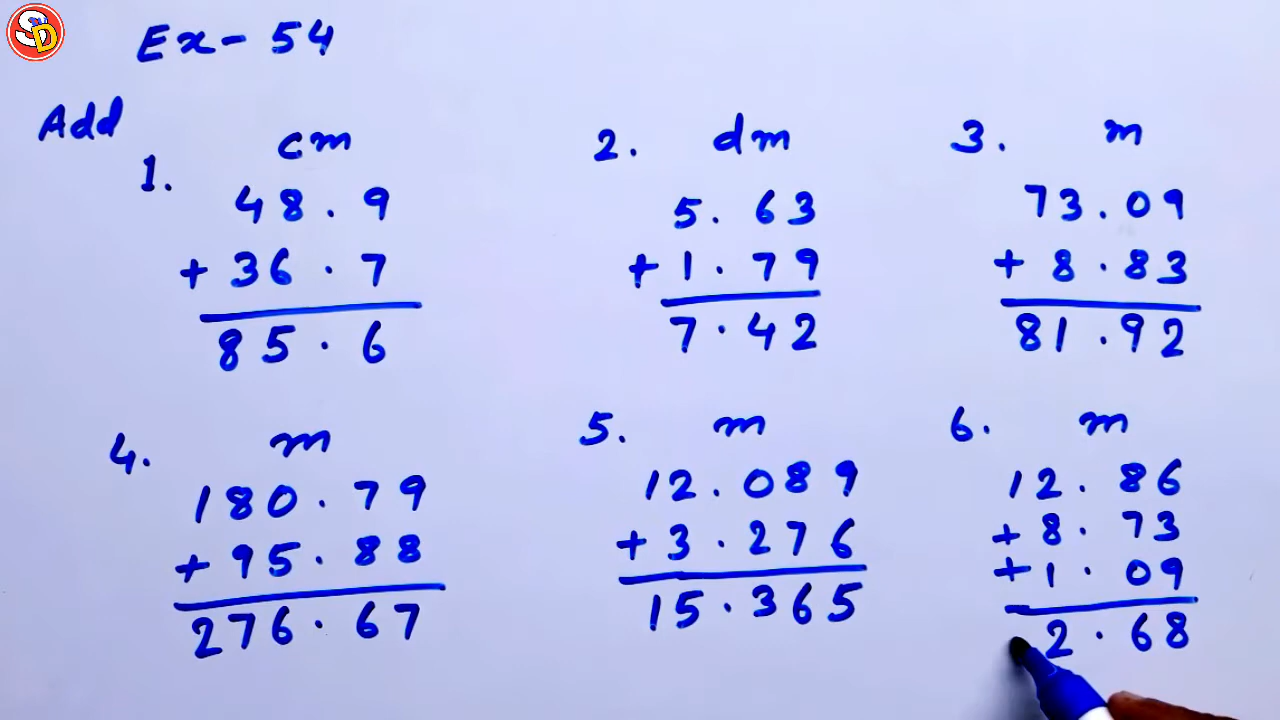 SD
Ex - 54
Add
1. cm
48.9
+ 36.7
85.6
2. dm
5.63
+ 1.79
7.42
3. m
73.09
+ 8.83
81.92
4. m
180.79
+ 95.88
276.67
5. m
12.089
+ 3.276
15.365
6. m
12.86
+ 8.73
+ 1.09
2.68